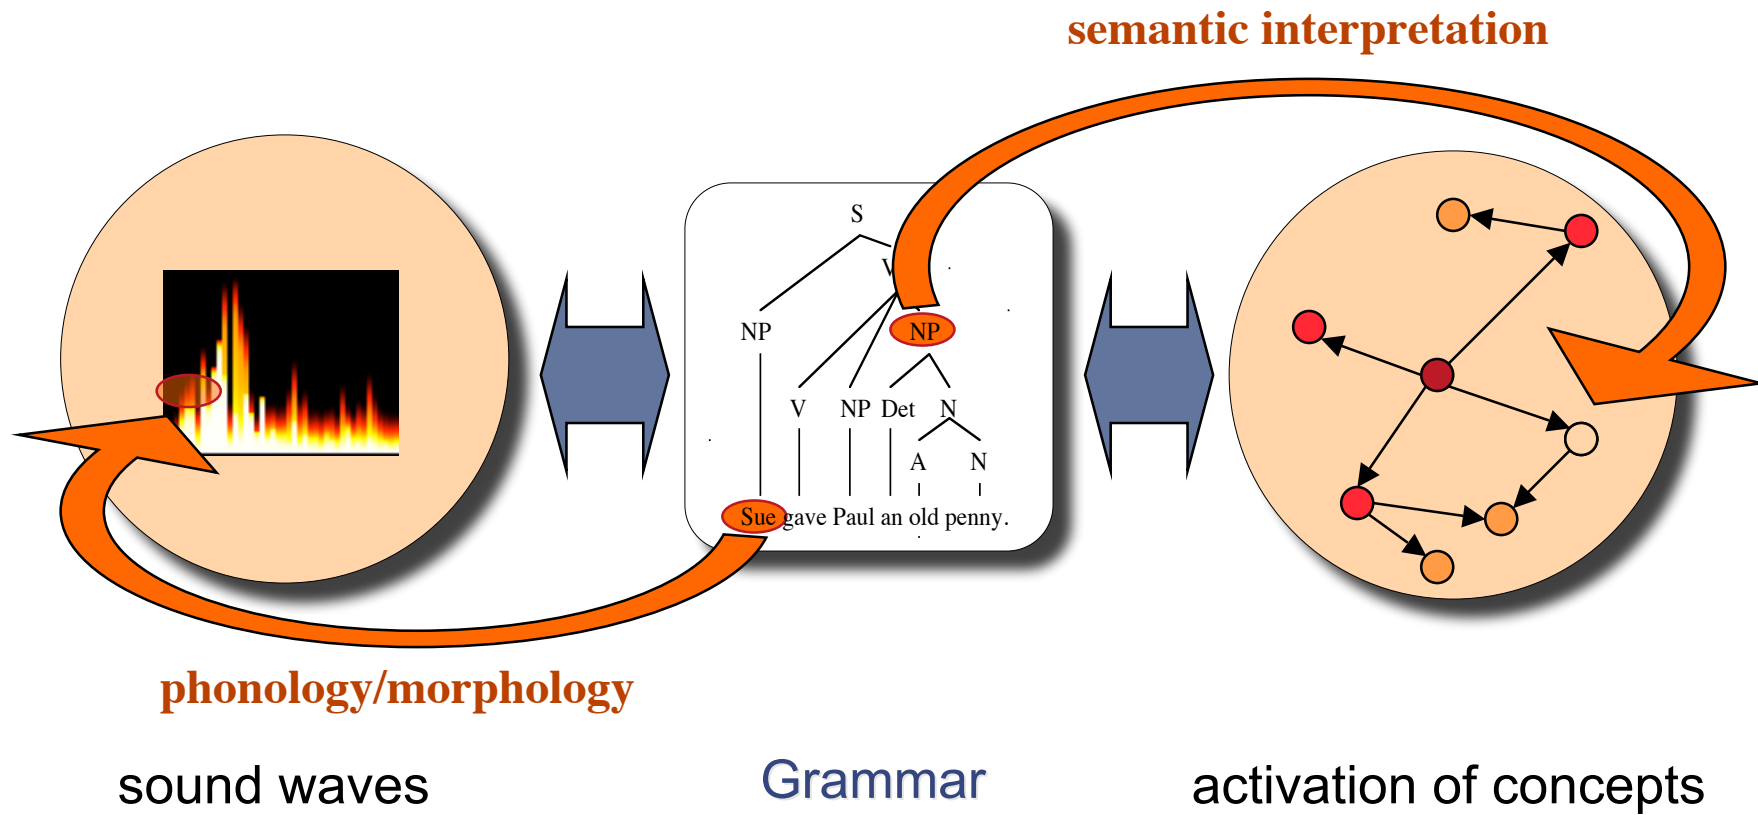 semantic interpretation
S
V
NP
NP
V NP Det N
A N
Sue gave Paul an old penny.
phonology/morphology
sound waves
Grammar
activation of concepts